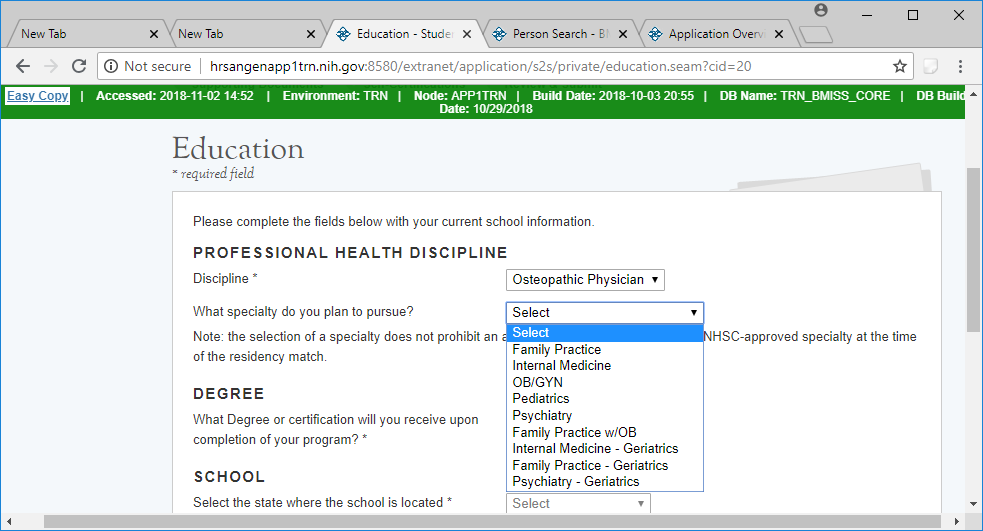 New Tab
New Tab
Education - Stude
Person Search - BM
Application Overv
Not secure | hrsangenapp1trn.nih.gov:8580/extranet/application/s2s/private/education.seam?cid=20
Easy Copy | Accessed: 2018-11-02 14:52 | Environment: TRN | Node: APP1TRN | Build Date: 2018-10-03 20:55 | DB Name: TRN_BMISS_CORE | DB Build
Date: 10/29/2018
Education
* required field
Please complete the fields below with your current school information.
PROFESSIONAL HEALTH DISCIPLINE
Discipline * Osteopathic Physician
What specialty do you plan to pursue? Select
Note: the selection of a specialty does not prohibit an a NHSC-approved specialty at the time
of the residency match.
Select
Family Practice
Internal Medicine
OB/GYN
Pediatrics
Psychiatry
Family Practice w/OB
Internal Medicine - Geriatrics
Family Practice - Geriatrics
Psychiatry - Geriatrics
DEGREE
What Degree or certification will you receive upon
completion of your program? *
SCHOOL
Select the state where the school is located * Select